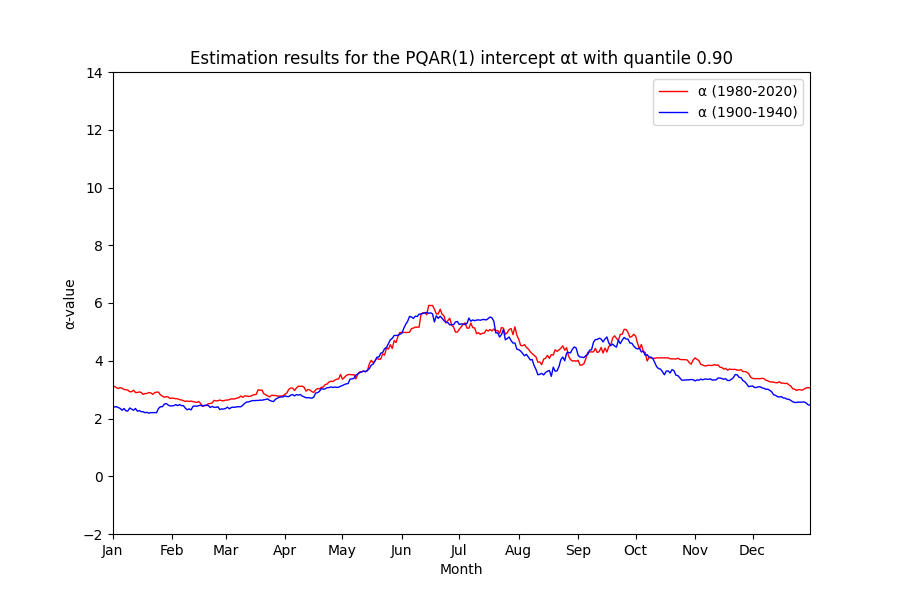 Estimation results for the PQAR(1) intercept αt with quantile 0.90
α (1980-2020)
α (1900-1940)
14
12
10
8
6
4
2
0
−2
α-value
Jan Feb Mar Apr May Jun Jul Aug Sep Oct Nov Dec
Month